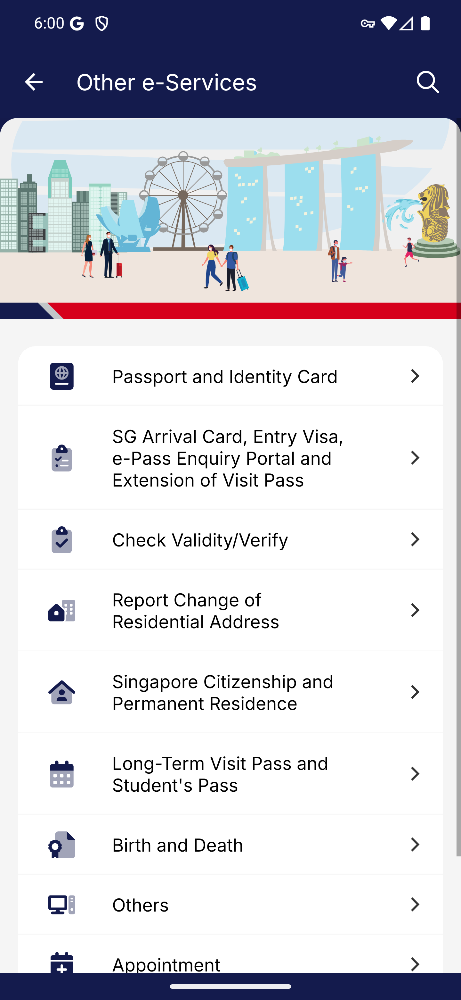 6:00
Other e-Services
Passport and Identity Card
SG Arrival Card, Entry Visa,
e-Pass Enquiry Portal and
Extension of Visit Pass
Check Validity/Verify
Report Change of
Residential Address
Singapore Citizenship and
Permanent Residence
Long-Term Visit Pass and
Student's Pass
Birth and Death
Others
Appointment